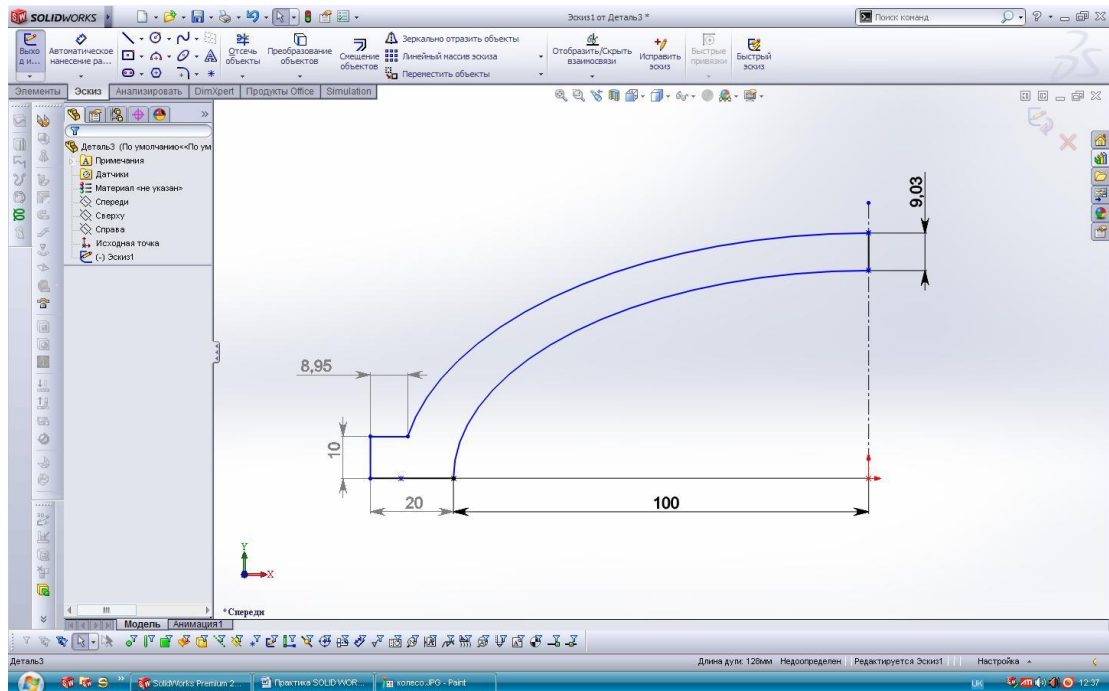 SOLIDWORKS
Эскиз1 от Деталь3 *
Поиск команд
Выхо д и...
Автоматическое нанесение ра...
Отсечь объекты
Преобразование объектов
Смещение объектов
Зеркально отразить объекты
Линейный массив эскиза
Переместить объекты
Отобразить/Скрыть взаимосвязи
Исправить эскиз
Быстрые привязки
Быстрый эскиз
Элементы
Эскиз
Анализировать
DimXpert
Продукты Office
Simulation
Деталь3 (По умолчанию<<По ум
Примечания
Датчики
Материал <не указан>
Спереди
Сверху
Справа
Исходная точка
(-) Эскиз1
9,03
8,95
10
20
100
Y
X
*Спереди
Модель
Анимация1
Деталь3
Длина дуги: 128мм
Недоопределен
Редактируется Эскиз1
Настройка
SolidWorks Premium 2...
Практика SOLID WOR...
колесо.JPG - Paint
UK
12:37